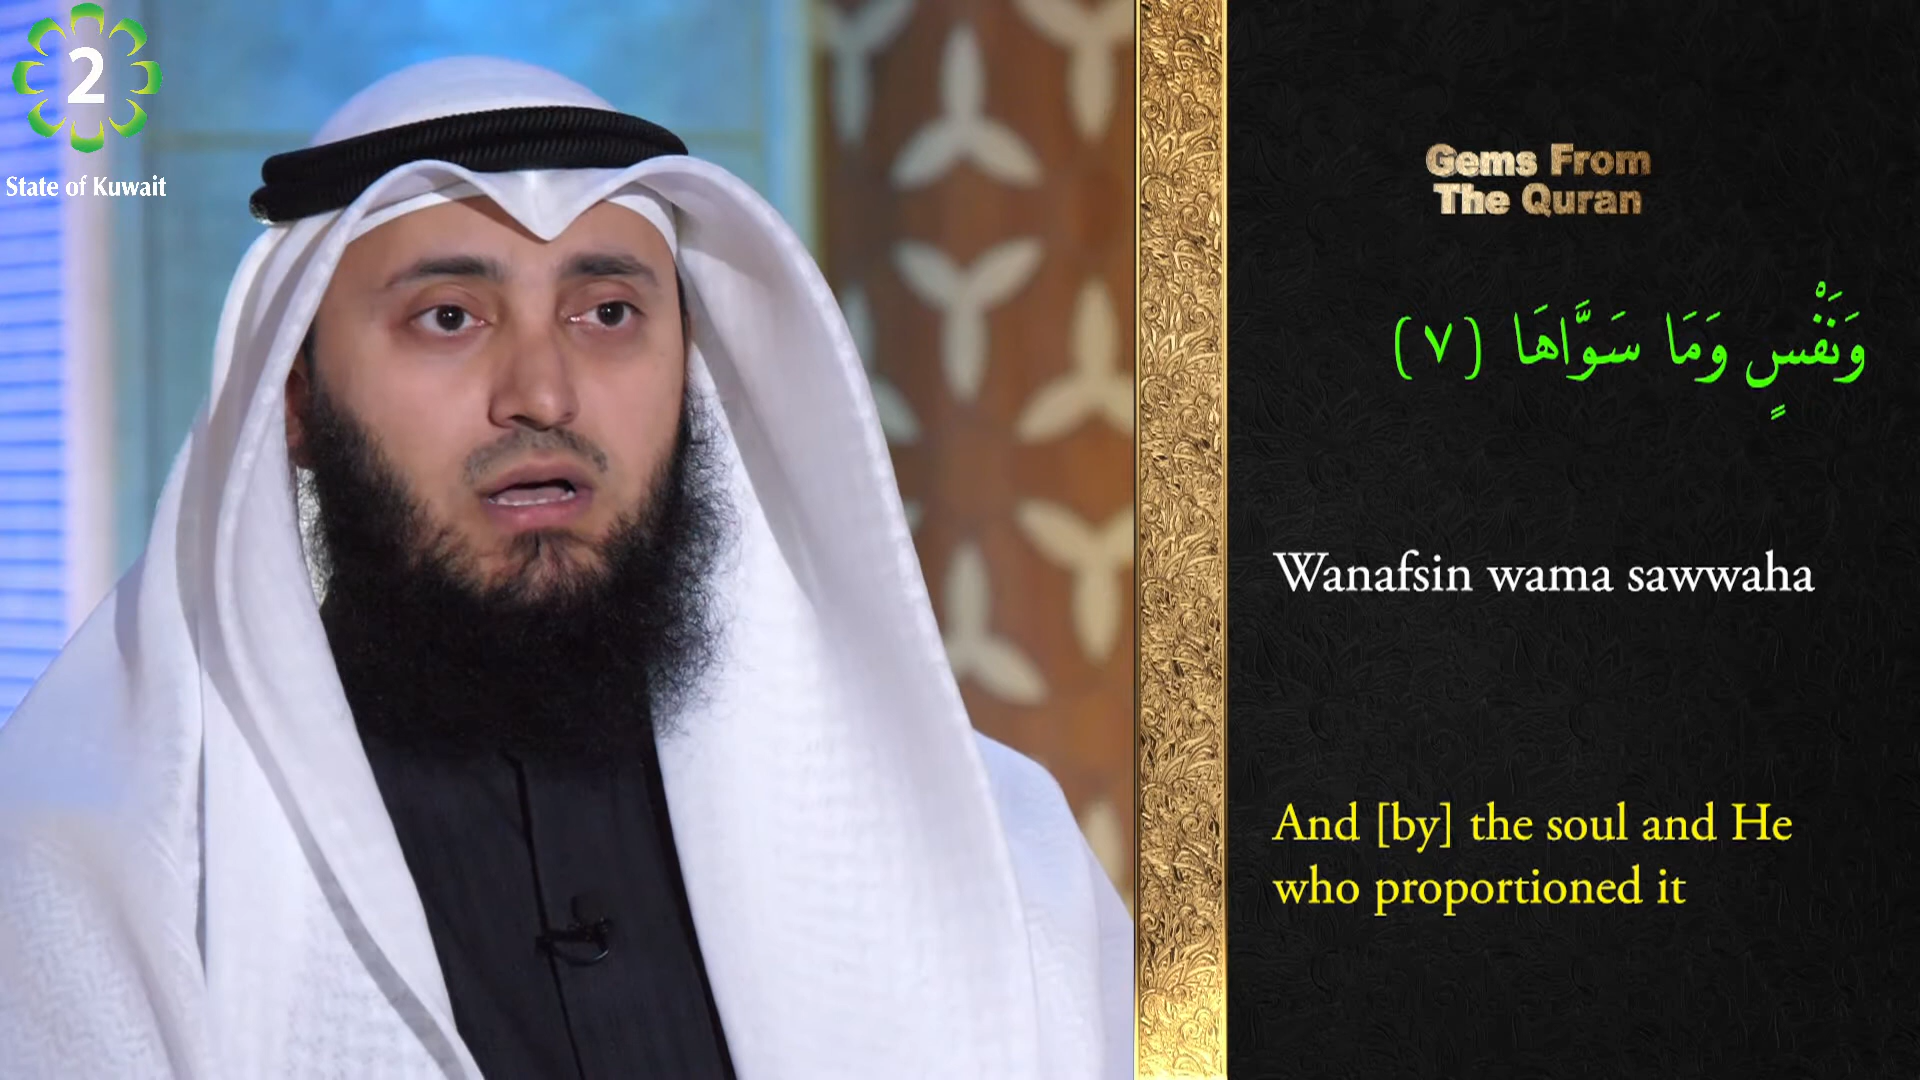 2
State of Kuwait
Gems From
The Quran
وَنَفْسٍ وَمَا سَوَّاهَا (٧)
Wanafsin wama sawwaha
And [by] the soul and He
who proportioned it